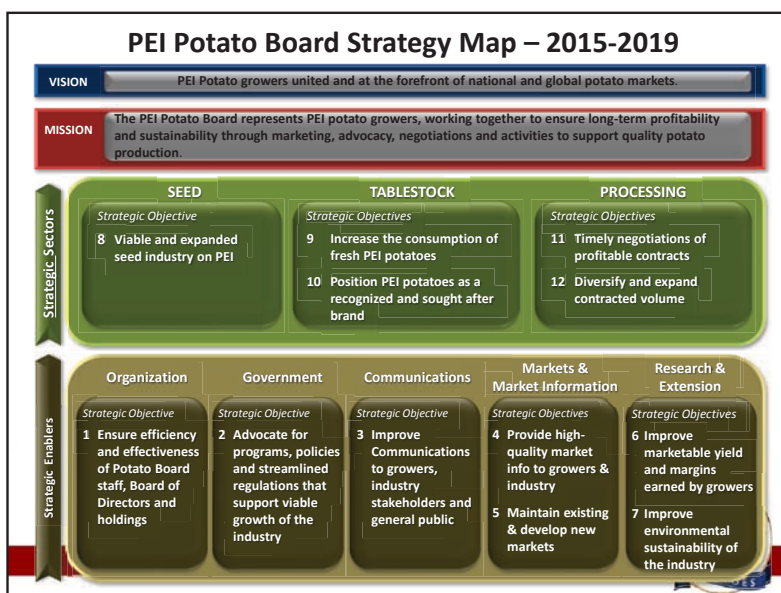 PEI Potato Board Strategy Map – 2015-2019
VISION
PEI Potato growers united and at the forefront of national and global potato markets.
MISSION
The PEI Potato Board represents PEI potato growers, working together to ensure long-term profitability
and sustainability through marketing, advocacy, negotiations and activities to support quality potato
production.
Strategic Sectors
SEED
Strategic Objective
8 Viable and expanded
seed industry on PEI
TABLESTOCK
Strategic Objectives
9 Increase the consumption of
fresh PEI potatoes
10 Position PEI potatoes as a
recognized and sought after
brand
PROCESSING
Strategic Objectives
11 Timely negotiations of
profitable contracts
12 Diversify and expand
contracted volume
Strategic Enablers
Organization
Strategic Objective
1 Ensure efficiency
and effectiveness
of Potato Board
staff, Board of
Directors and
holdings
Government
Strategic Objective
2 Advocate for
programs, policies
and streamlined
regulations that
support viable
growth of the
industry
Communications
Strategic Objective
3 Improve
Communications
to growers,
industry
stakeholders and
general public
Markets &
Market Information
Strategic Objectives
4 Provide high-
quality market
info to growers &
industry
5 Maintain existing
& develop new
markets
Research &
Extension
Strategic Objectives
6 Improve
marketable yield
and margins
earned by growers
7 Improve
environmental
sustainability of
the industry